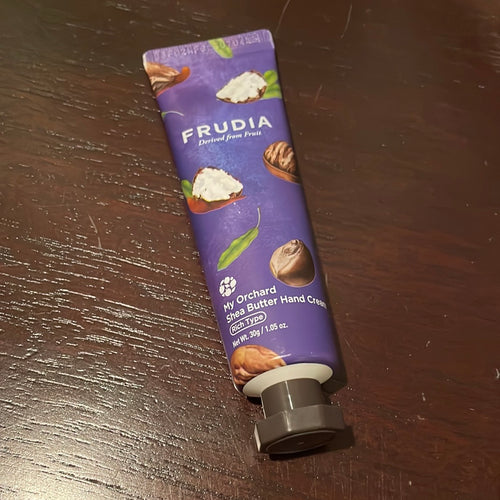 FRUDIA
Derived from Fruit
My Orchard
Shea Butter Hand Cream
Rich Type
Net Wt. 30g / 1.05 oz.